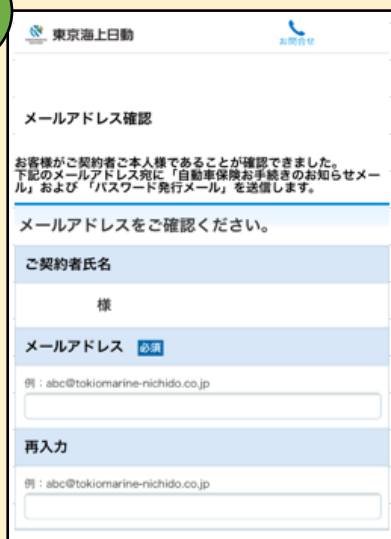 東京海上日動
お問合せ
メールアドレス確認
お客様がご契約者ご本人様であることが確認できました。
下記のメールアドレス宛に「自動車保険お手続きのお知らせメー
ル」および 「パスワード発行メール」を送信します。
メールアドレスをご確認ください。
ご契約者氏名
様
メールアドレス 必須
例：abc@tokiomarine-nichido.co.jp
再入力
例：abc@tokiomarine-nichido.co.jp